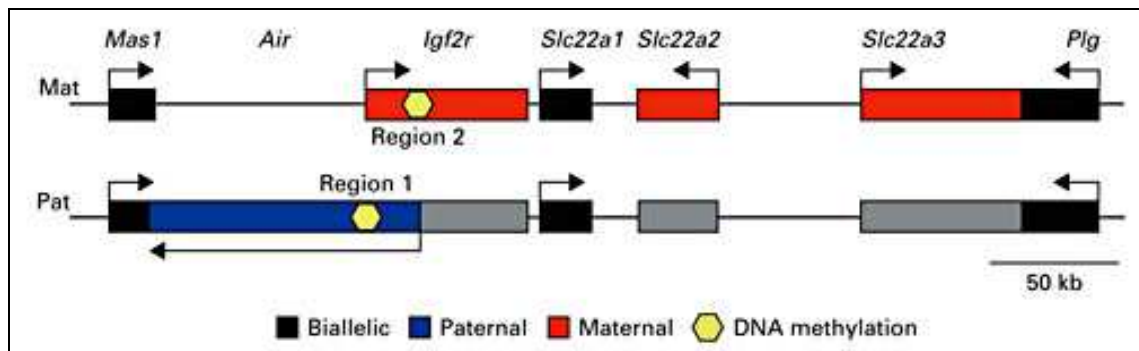 Mas1 Air Igf2r Slc22a1 Slc22a2 Slc22a3 Plg
Mat
Region 2
Region 1
Pat
50 kb
Biallelic Paternal Maternal DNA methylation